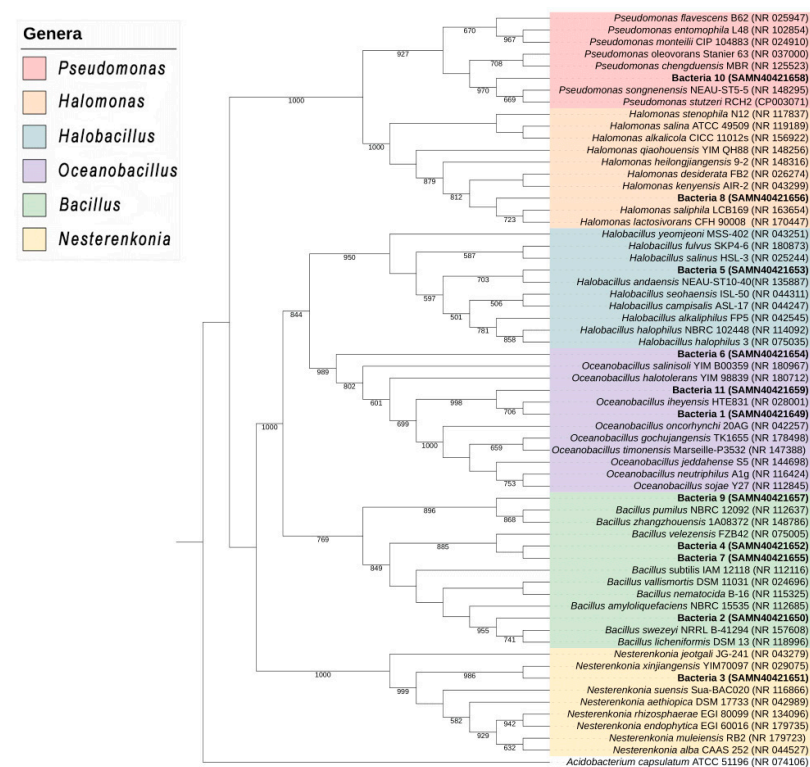 Genera
Pseudomonas
Halomonas
Halobacillus
Oceanobacillus
Bacillus
Nesterenkonia
Pseudomonas flavescens B62 (NR 025947)
Pseudomonas entomophila L48 (NR 102854)
Pseudomonas monteilii CIP 104883 (NR 024910)
Pseudomonas oleovorans Stanier 63 (NR 037000)
Pseudomonas chengduensis MBR (NR 125523)
Bacteria 10 (SAMN40421658)
Pseudomonas songnenensis NEAU-ST5-5 (NR 148295)
Pseudomonas stutzeri RCH2 (CP003071)
Halomonas stenophila N12 (NR 117837)
Halomonas salina ATCC 49509 (NR 119189)
Halomonas alkalicola CICC 11012s (NR 156922)
Halomonas qiaohouensis YIM QH88 (NR 148256)
Halomonas heilongjiangensis 9-2 (NR 148316)
Halomonas desiderata FB2 (NR 026274)
Halomonas kenyensis AIR-2 (NR 043299)
Bacteria 8 (SAMN40421656)
Halomonas saliphila LCB169 (NR 163654)
Halomonas lactosivorans CFH 90008 (NR 170447)
Halobacillus yeomjeoni MSS-402 (NR 043251)
Halobacillus fulvus SKP4-6 (NR 180873)
Halobacillus salinus HSL-3 (NR 025244)
Bacteria 5 (SAMN40421653)
Halobacillus andaensis NEAU-ST10-40(NR 135887)
Halobacillus seohaensis ISL-50 (NR 044311)
Halobacillus campisalis ASL-17 (NR 044247)
Halobacillus alkaliphilus FP5 (NR 042545)
Halobacillus halophilus NBRC 102448 (NR 114092)
Halobacillus halophilus 3 (NR 075035)
Bacteria 6 (SAMN40421654)
Oceanobacillus salinisoli YIM B00359 (NR 180967)
Oceanobacillus halotolerans YIM 98839 (NR 180712)
Bacteria 11 (SAMN40421659)
Oceanobacillus iheyensis HTE831 (NR 028001)
Bacteria 1 (SAMN40421649)
Oceanobacillus oncorhynchi 20AG (NR 042257)
Oceanobacillus gochujangensis TK1655 (NR 178498)
Oceanobacillus timonensis Marseille-P3532 (NR 147388)
Oceanobacillus jeddahense S5 (NR 144698)
Oceanobacillus neutriphilus A1g (NR 116424)
Oceanobacillus sojae Y27 (NR 112845)
Bacteria 9 (SAMN40421657)
Bacillus pumilus NBRC 12092 (NR 112637)
Bacillus zhangzhouensis 1A08372 (NR 148786)
Bacillus velezensis FZB42 (NR 075005)
Bacteria 4 (SAMN40421652)
Bacteria 7 (SAMN40421655)
Bacillus subtilis IAM 12118 (NR 112116)
Bacillus vallismortis DSM 11031 (NR 024696)
Bacillus nematocida B-16 (NR 115325)
Bacillus amyloliquefaciens NBRC 15535 (NR 112685)
Bacteria 2 (SAMN40421650)
Bacillus swezeyi NRRL B-41294 (NR 157608)
Bacillus licheniformis DSM 13 (NR 118996)
Nesterenkonia jeotgali JG-241 (NR 043279)
Nesterenkonia xinjiangensis YIM70097 (NR 029075)
Bacteria 3 (SAMN40421651)
Nesterenkonia suensis Sua-BAC020 (NR 116866)
Nesterenkonia aethiopica DSM 17733 (NR 042989)
Nesterenkonia rhizosphaerae EGI 80099 (NR 134096)
Nesterenkonia endophytica EGI 60016 (NR 179735)
Nesterenkonia muleiensis RB2 (NR 179723)
Nesterenkonia alba CAAS 252 (NR 044527)
Acidobacterium capsulatum ATCC 51196 (NR 074106)
670
967
927
708
970
669
1000
1000
879
812
723
950
587
703
597
506
501
781
858
844
989
802
601
998
706
699
1000
659
753
1000
896
868
769
885
849
955
741
1000
986
999
582
942
929
632